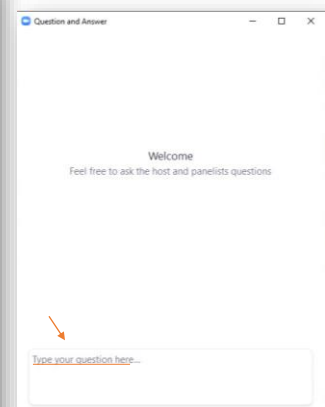 Question and Answer
Welcome
Feel free to ask the host and panelists questions
Type your question here...